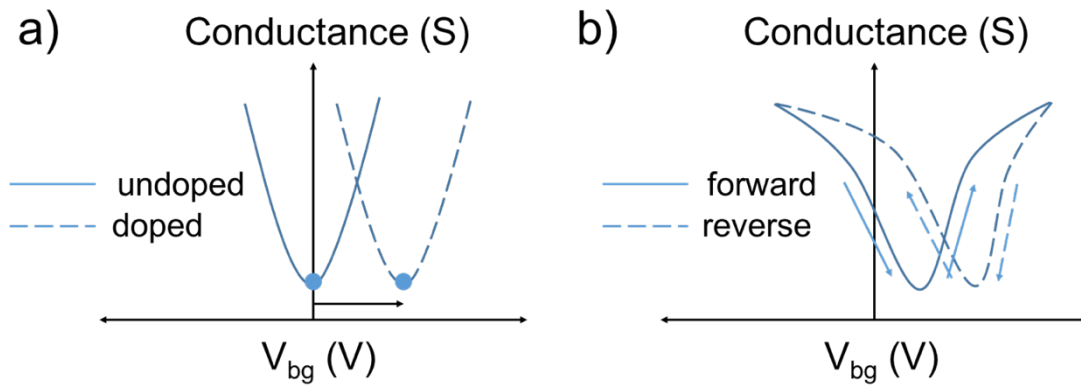 a)
Conductance (S)
undoped
doped
V_bg (V)
b)
Conductance (S)
forward
reverse
V_bg (V)